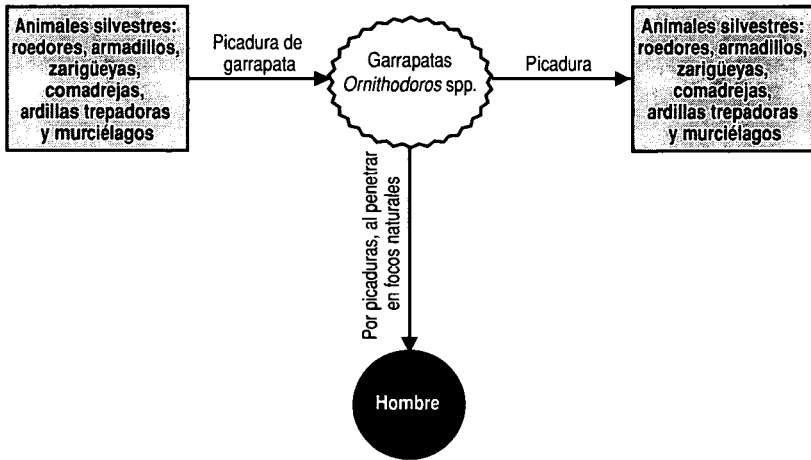 Animales silvestres:
roedores, armadillos,
zarigüeyas,
comadrejas,
ardillas trepadoras
y murciélagos
Picadura de
garrapata
Garrapatas
Ornithodoros spp.
Picadura
Animales silvestres:
roedores, armadillos,
zarigüeyas,
comadrejas,
ardillas trepadoras
y murciélagos
Por picaduras, al penetrar
en focos naturales
Hombre